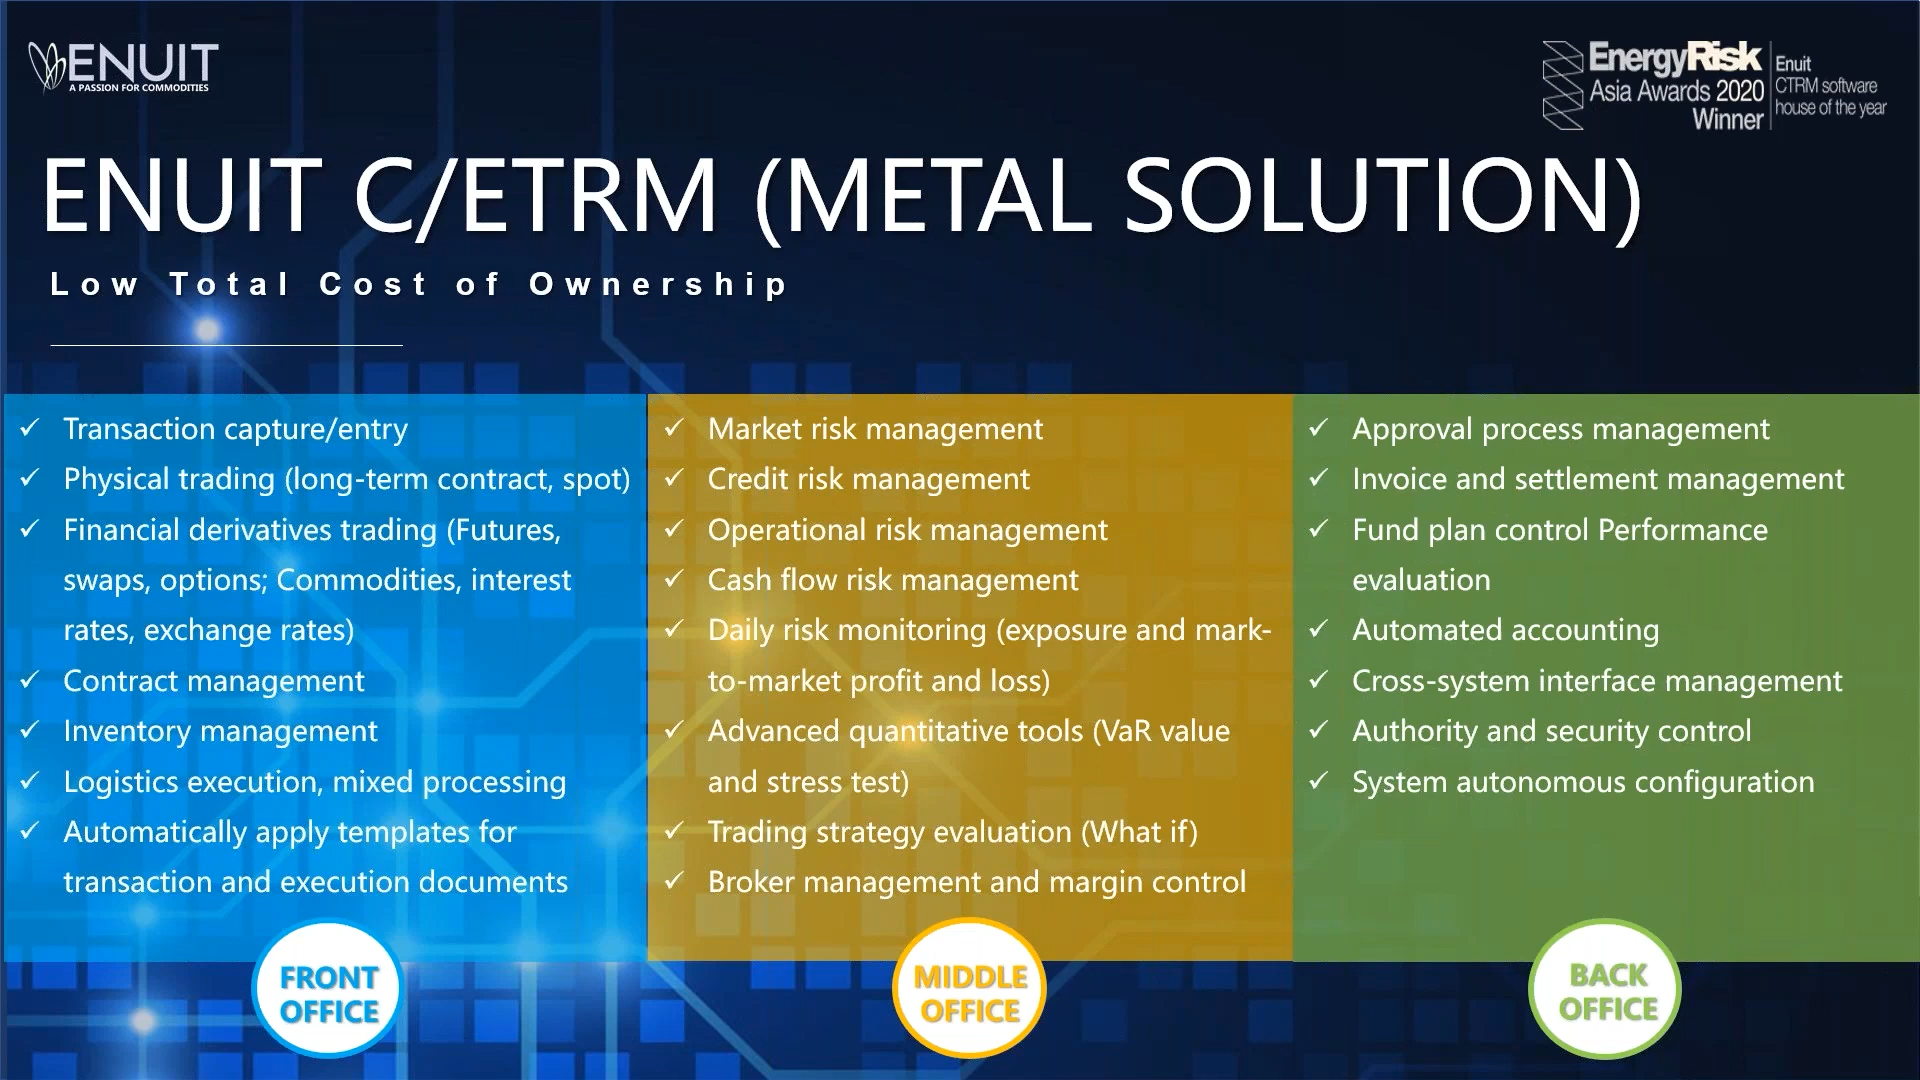 ENUIT
A PASSION FOR COMMODITIES
EnergyRisk
Asia Awards 2020
Winner
Enuit
CTRM software
house of the year
ENUIT C/ETRM (METAL SOLUTION)
Low Total Cost of Ownership
✓ Transaction capture/entry
✓ Physical trading (long-term contract, spot)
✓ Financial derivatives trading (Futures,
swaps, options; Commodities, interest
rates, exchange rates)
✓ Contract management
✓ Inventory management
✓ Logistics execution, mixed processing
✓ Automatically apply templates for
transaction and execution documents
FRONT
OFFICE
✓ Market risk management
✓ Credit risk management
✓ Operational risk management
✓ Cash flow risk management
✓ Daily risk monitoring (exposure and mark-
to-market profit and loss)
✓ Advanced quantitative tools (VaR value
and stress test)
✓ Trading strategy evaluation (What if)
✓ Broker management and margin control
MIDDLE
OFFICE
✓ Approval process management
✓ Invoice and settlement management
✓ Fund plan control Performance
evaluation
✓ Automated accounting
✓ Cross-system interface management
✓ Authority and security control
✓ System autonomous configuration
BACK
OFFICE